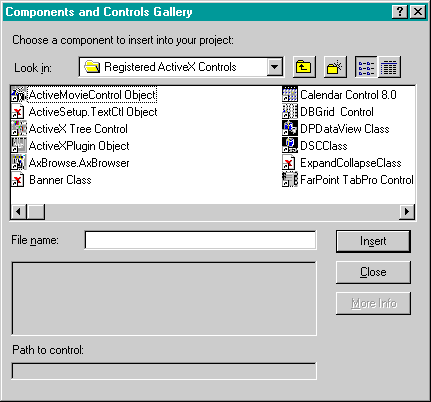 Components and Controls Gallery
Choose a component to insert into your project:
Look in: Registered ActiveX Controls
ActiveMovieControl Object
ActiveSetup.TextCtl Object
ActiveX Tree Control
ActiveXPlugin Object
AxBrowse.AxBrowser
Banner Class
Calendar Control 8.0
DBGrid Control
DPDataView Class
DSCClass
ExpandCollapseClass
FarPoint TabPro Control
File name:
Insert
Close
More Info
Path to control: